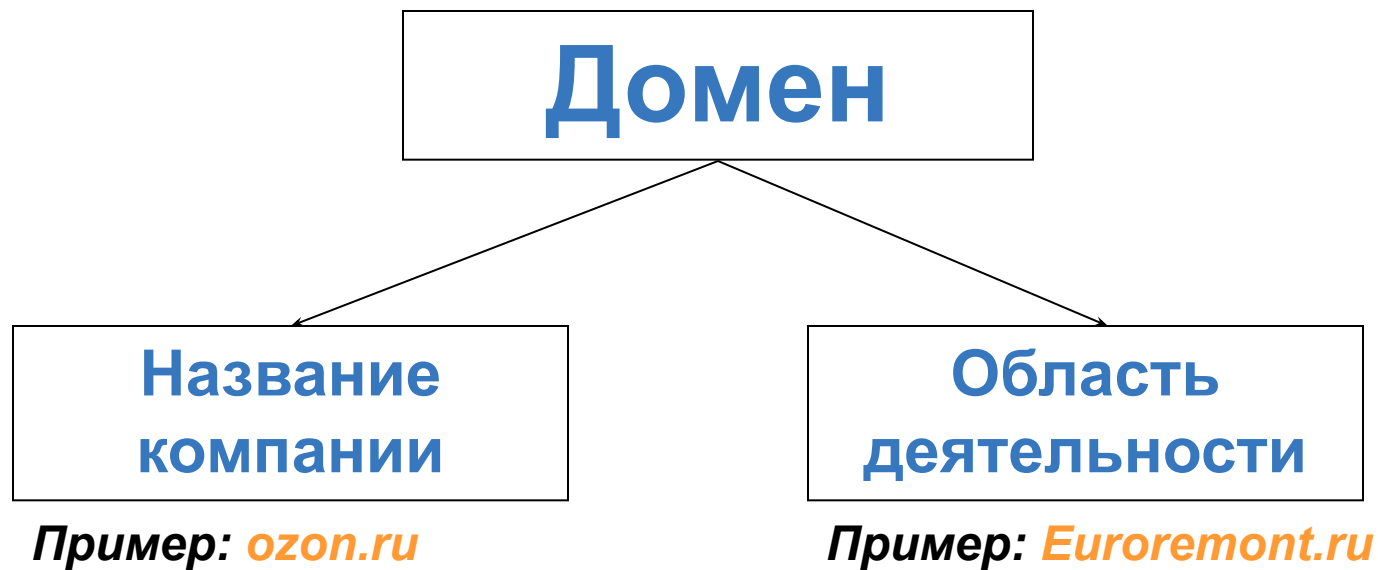 Домен
Название
компании
Область
деятельности
Пример: ozon.ru
Пример: Euroremont.ru